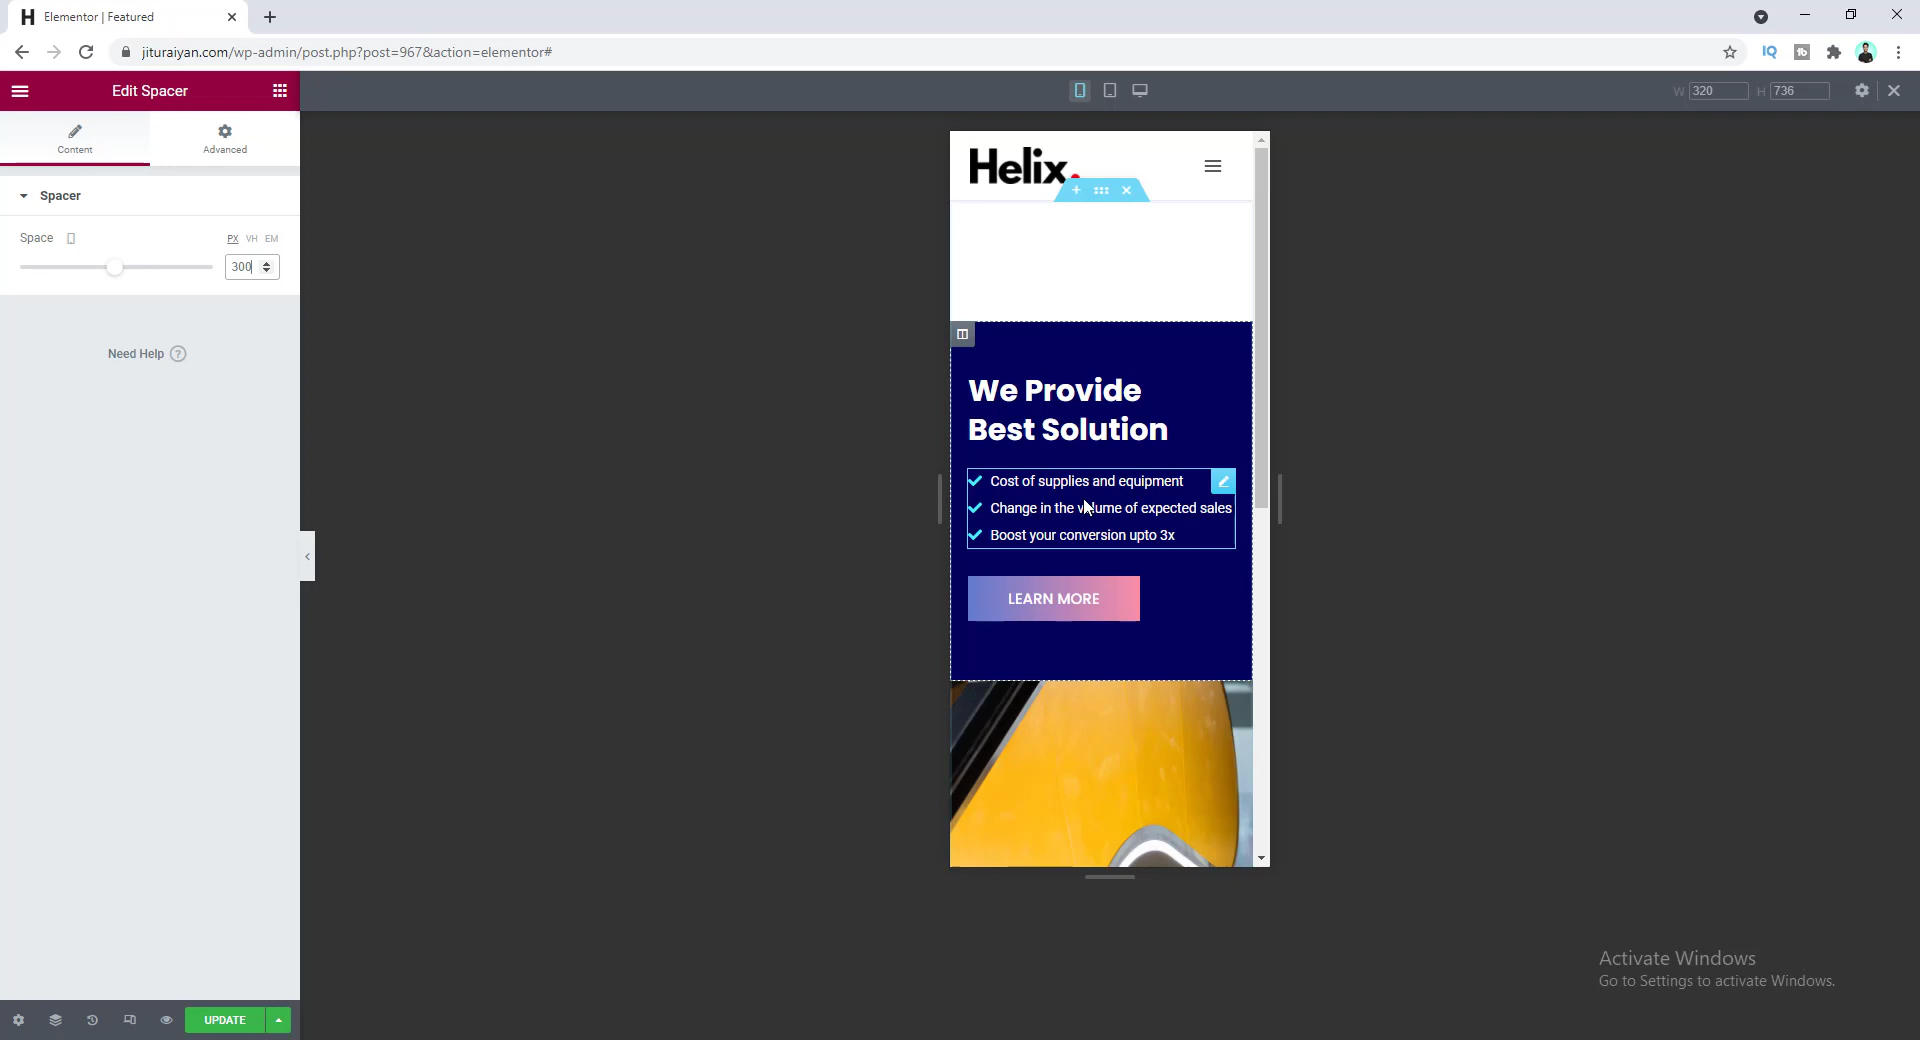 Elementor | Featured
jituraiyan.com/wp-admin/post.php?post=967&action=elementor#
Edit Spacer
W 320 H 736
Content
Advanced
Helix.
Spacer
Space PX VH EM
300
Need Help ?
We Provide
Best Solution
Cost of supplies and equipment
Change in the volume of expected sales
Boost your conversion upto 3x
LEARN MORE
Activate Windows
Go to Settings to activate Windows.
UPDATE